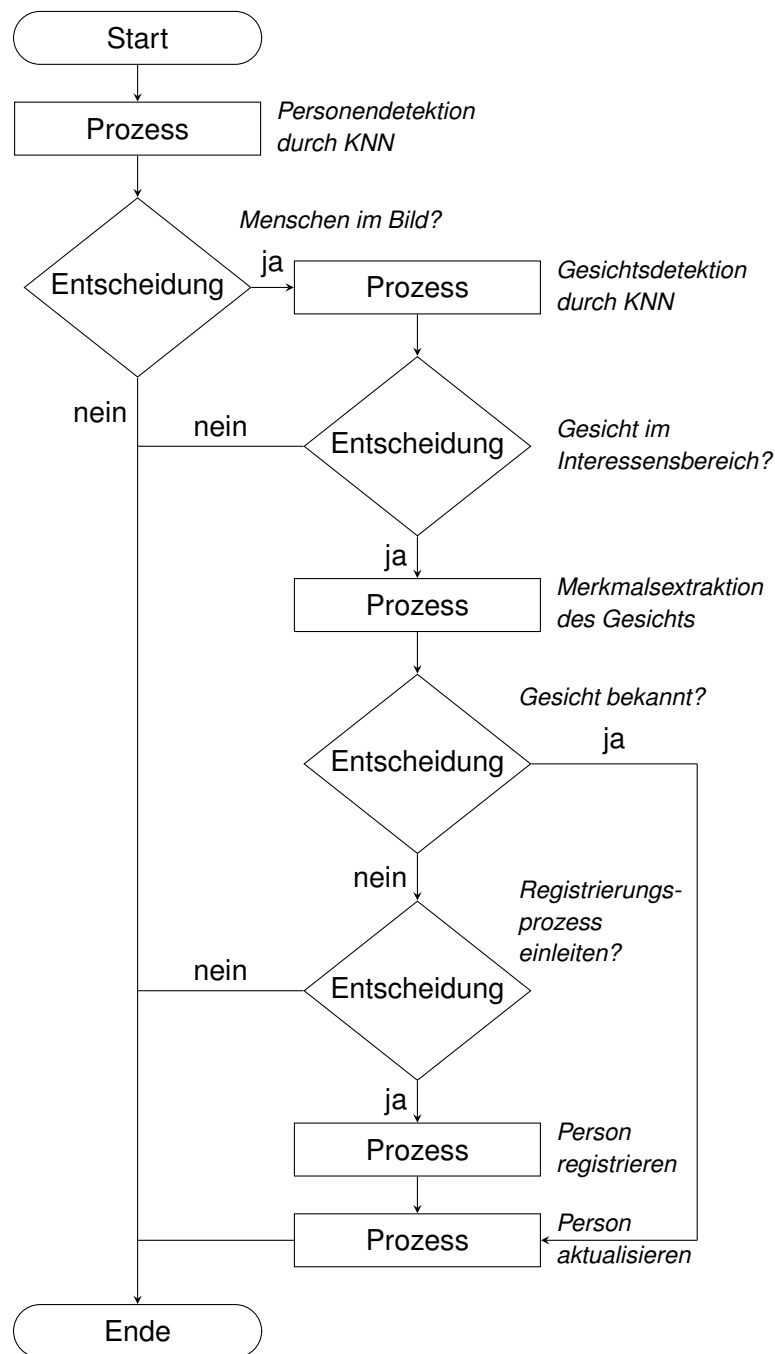 Start
Prozess
Personendetektion
durch KNN
Menschen im Bild?
Entscheidung
ja
Prozess
Gesichtsdetektion
durch KNN
nein
nein
Entscheidung
Gesicht im
Interessensbereich?
ja
Prozess
Merkmalsextraktion
des Gesichts
Gesicht bekannt?
ja
Entscheidung
nein
Registrierungs-
prozess
einleiten?
nein
Entscheidung
ja
Prozess
Person
registrieren
Prozess
Person
aktualisieren
Ende